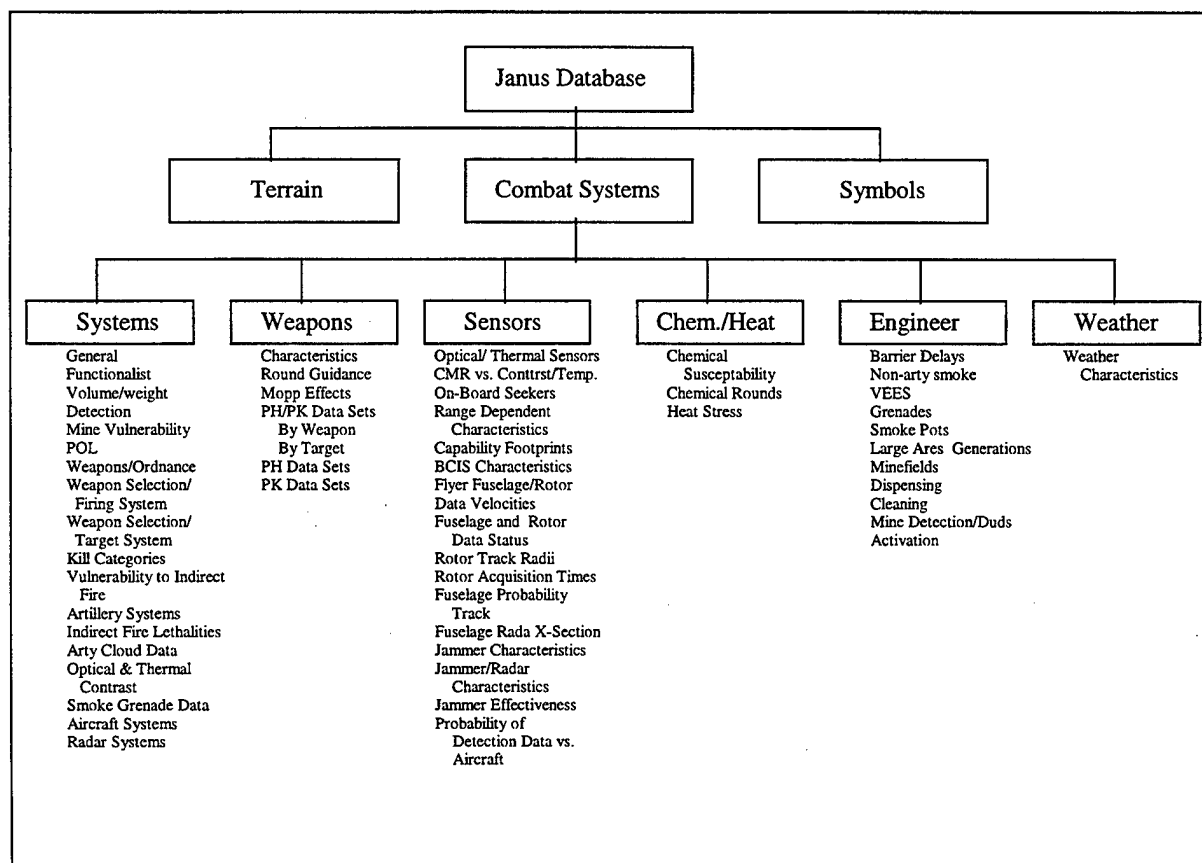 Janus Database
Terrain
Combat Systems
Symbols
Systems
General
Functionalist
Volume/weight
Detection
Mine Vulnerability
POL
Weapons/Ordnance
Weapon Selection/
Firing System
Weapon Selection/
Target System
Kill Categories
Vulnerability to Indirect
Fire
Artillery Systems
Indirect Fire Lethalities
Arty Cloud Data
Optical & Thermal
Contrast
Smoke Grenade Data
Aircraft Systems
Radar Systems
Weapons
Characteristics
Round Guidance
Mopp Effects
PH/PK Data Sets
By Weapon
By Target
PH Data Sets
PK Data Sets
Sensors
Optical/ Thermal Sensors
CMR vs. Conttrst/Temp.
On-Board Seekers
Range Dependent
Characteristics
Capability Footprints
BCIS Characteristics
Flyer Fuselage/Rotor
Data Velocities
Fuselage and Rotor
Data Status
Rotor Track Radii
Rotor Acquisition Times
Fuselage Probability
Track
Fuselage Rada X-Section
Jammer Characteristics
Jammer/Radar
Characteristics
Jammer Effectiveness
Probability of
Detection Data vs.
Aircraft
Chem./Heat
Chemical
Susceptability
Chemical Rounds
Heat Stress
Engineer
Barrier Delays
Non-arty smoke
VEES
Grenades
Smoke Pots
Large Ares Generations
Minefields
Dispensing
Cleaning
Mine Detection/Duds
Activation
Weather
Weather
Characteristics